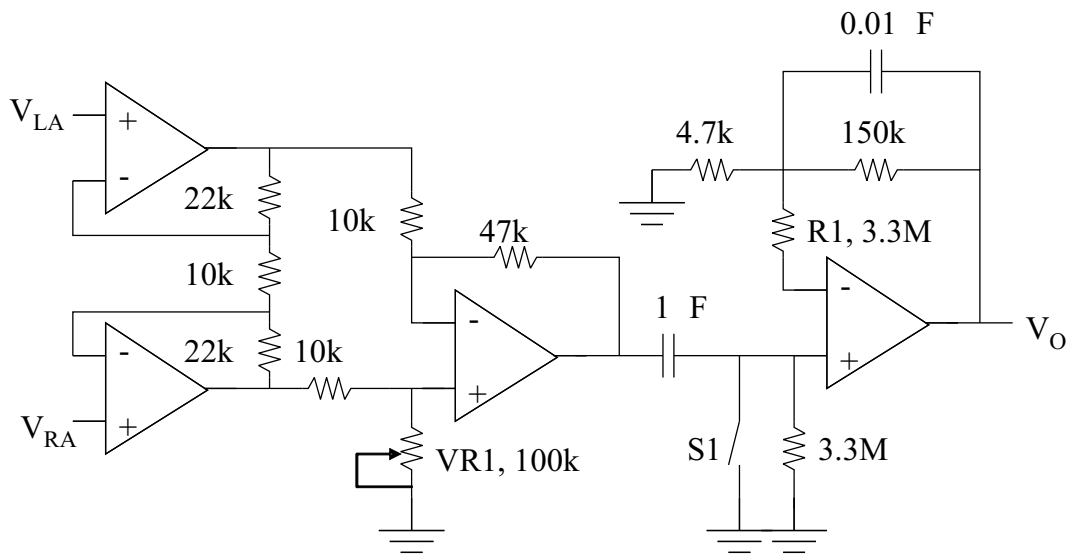 0.01 F
V_LA
+
-
4.7k
150k
22k
10k
47k
R1, 3.3M
10k
-
1 F
-
V_O
-
22k
10k
+
+
V_RA
+
VR1, 100k
S1
3.3M